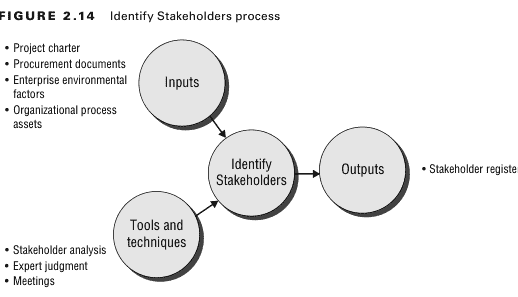 FIGURE 2.14 Identify Stakeholders process
• Project charter
• Procurement documents
• Enterprise environmental
factors
• Organizational process
assets
Inputs
Identify
Stakeholders
Outputs
• Stakeholder registe
Tools and
techniques
• Stakeholder analysis
• Expert judgment
• Meetings